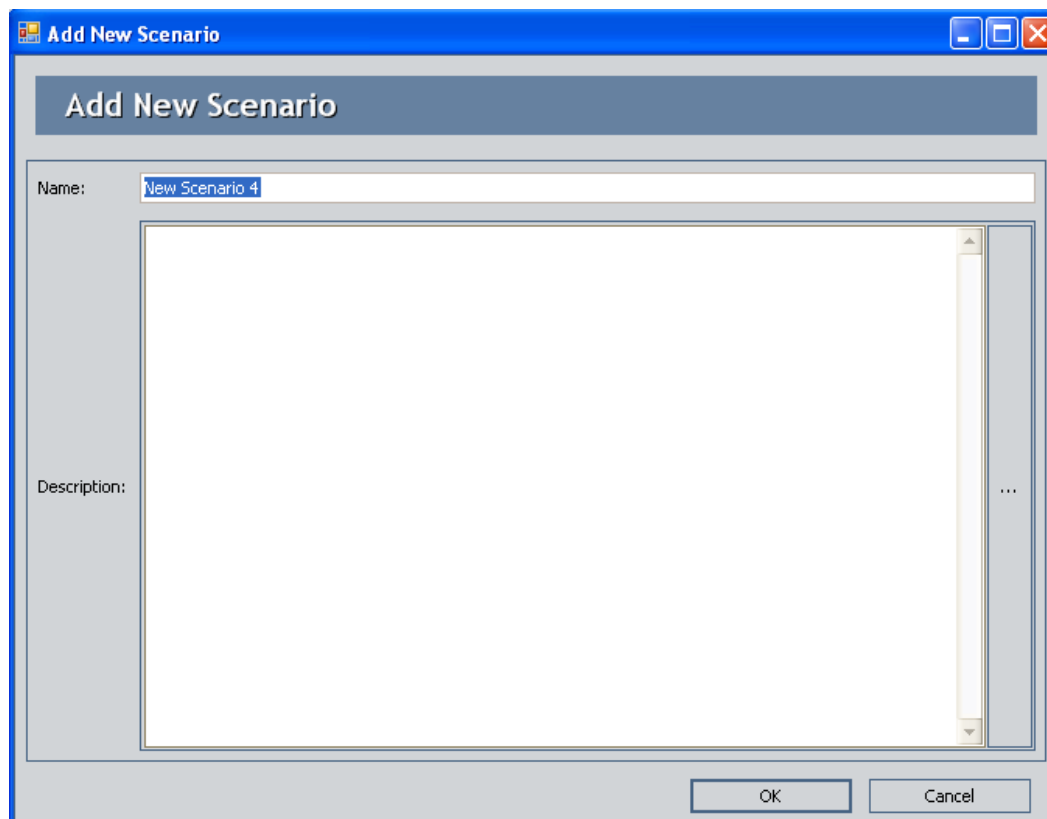 Add New Scenario
Add New Scenario
Name:
New Scenario 4
Description:
...
OK
Cancel